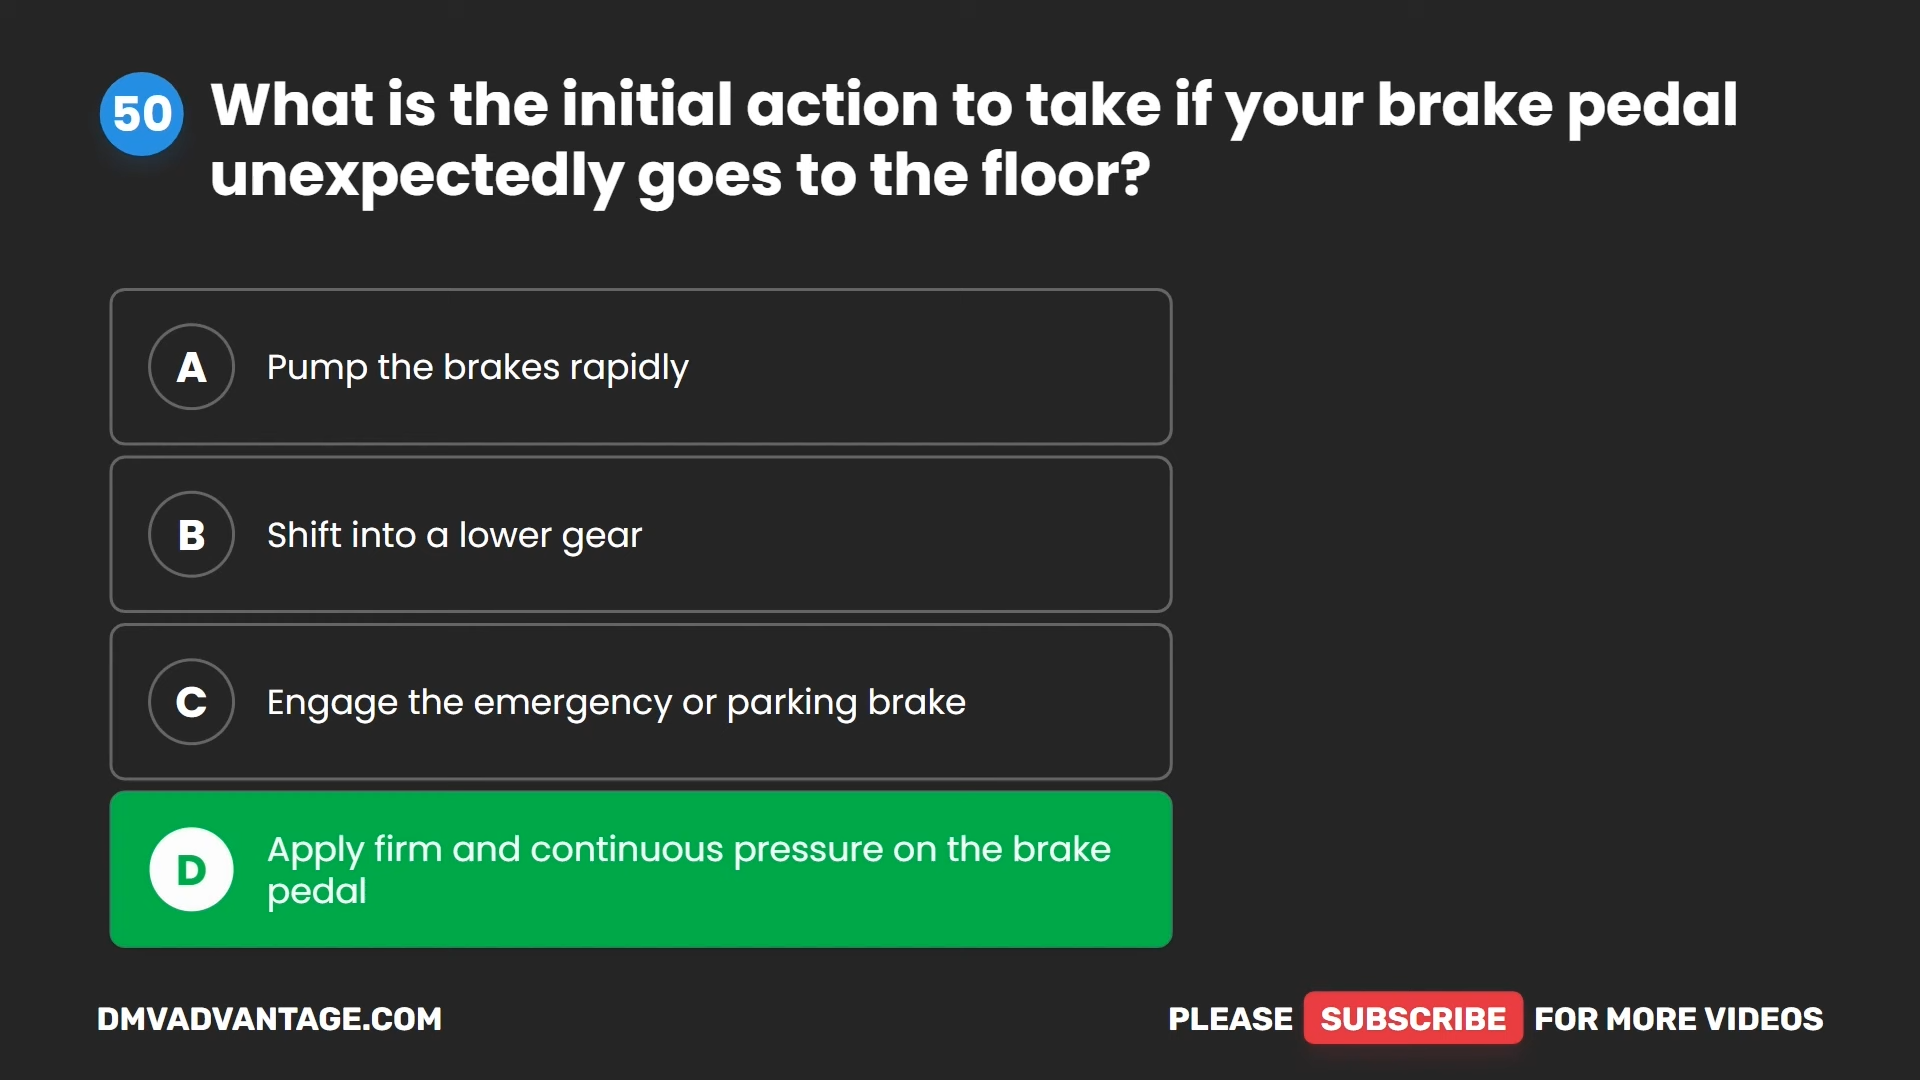 50
What is the initial action to take if your brake pedal
unexpectedly goes to the floor?
A
Pump the brakes rapidly
B
Shift into a lower gear
C
Engage the emergency or parking brake
D
Apply firm and continuous pressure on the brake
pedal
DMVADVANTAGE.COM
PLEASE SUBSCRIBE FOR MORE VIDEOS